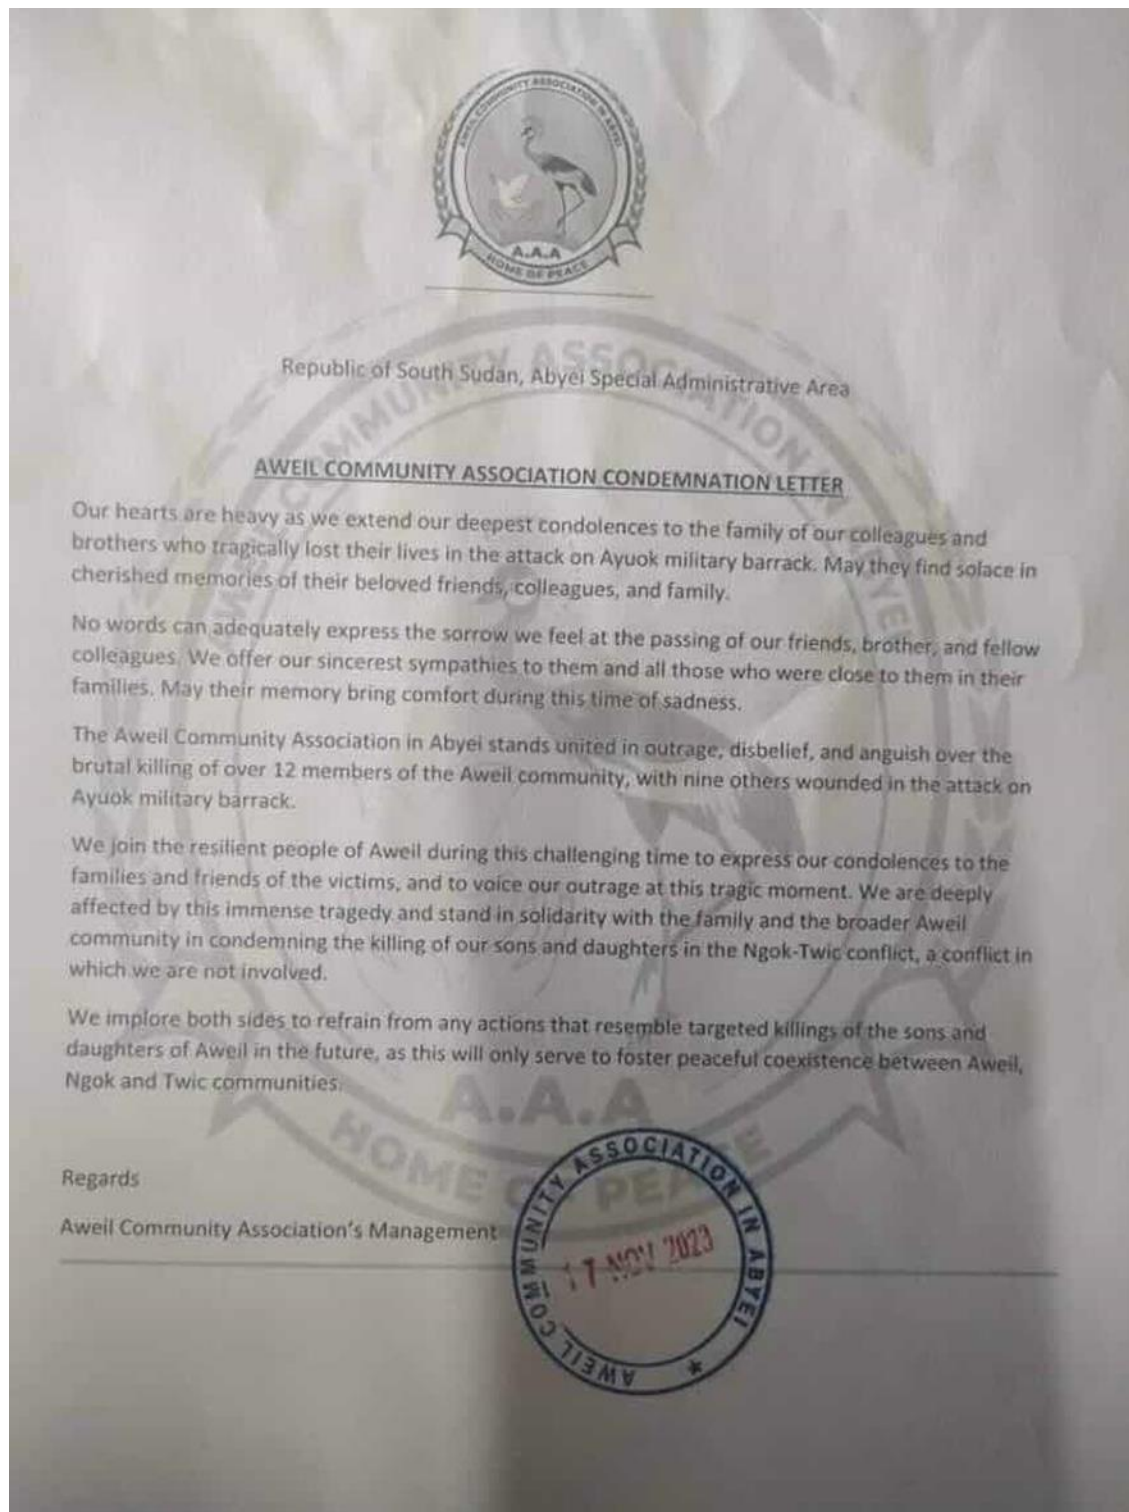 AWEIL COMMUNITY ASSOCIATION IN ABYEI
A.A.A
HOME OF PEACE
Republic of South Sudan, Abyei Special Administrative Area
AWEIL COMMUNITY ASSOCIATION CONDEMNATION LETTER
Our hearts are heavy as we extend our deepest condolences to the family of our colleagues and
brothers who tragically lost their lives in the attack on Ayuok military barrack. May they find solace in
cherished memories of their beloved friends, colleagues, and family.
No words can adequately express the sorrow we feel at the passing of our friends, brother, and fellow
colleagues. We offer our sincerest sympathies to them and all those who were close to them in their
families. May their memory bring comfort during this time of sadness.
The Aweil Community Association in Abyei stands united in outrage, disbelief, and anguish over the
brutal killing of over 12 members of the Aweil community, with nine others wounded in the attack on
Ayuok military barrack.
We join the resilient people of Aweil during this challenging time to express our condolences to the
families and friends of the victims, and to voice our outrage at this tragic moment. We are deeply
affected by this immense tragedy and stand in solidarity with the family and the broader Aweil
community in condemning the killing of our sons and daughters in the Ngok-Twic conflict, a conflict in
which we are not involved.
We implore both sides to refrain from any actions that resemble targeted killings of the sons and
daughters of Aweil in the future, as this will only serve to foster peaceful coexistence between Aweil,
Ngok and Twic communities.
AWEIL COMMUNITY ASSOCIATION IN ABYEI
A.A.A
HOME OF PEACE
Regards
Aweil Community Association's Management
AWEIL COMMUNITY ASSOCIATION IN ABYEI
17 NOV 2023